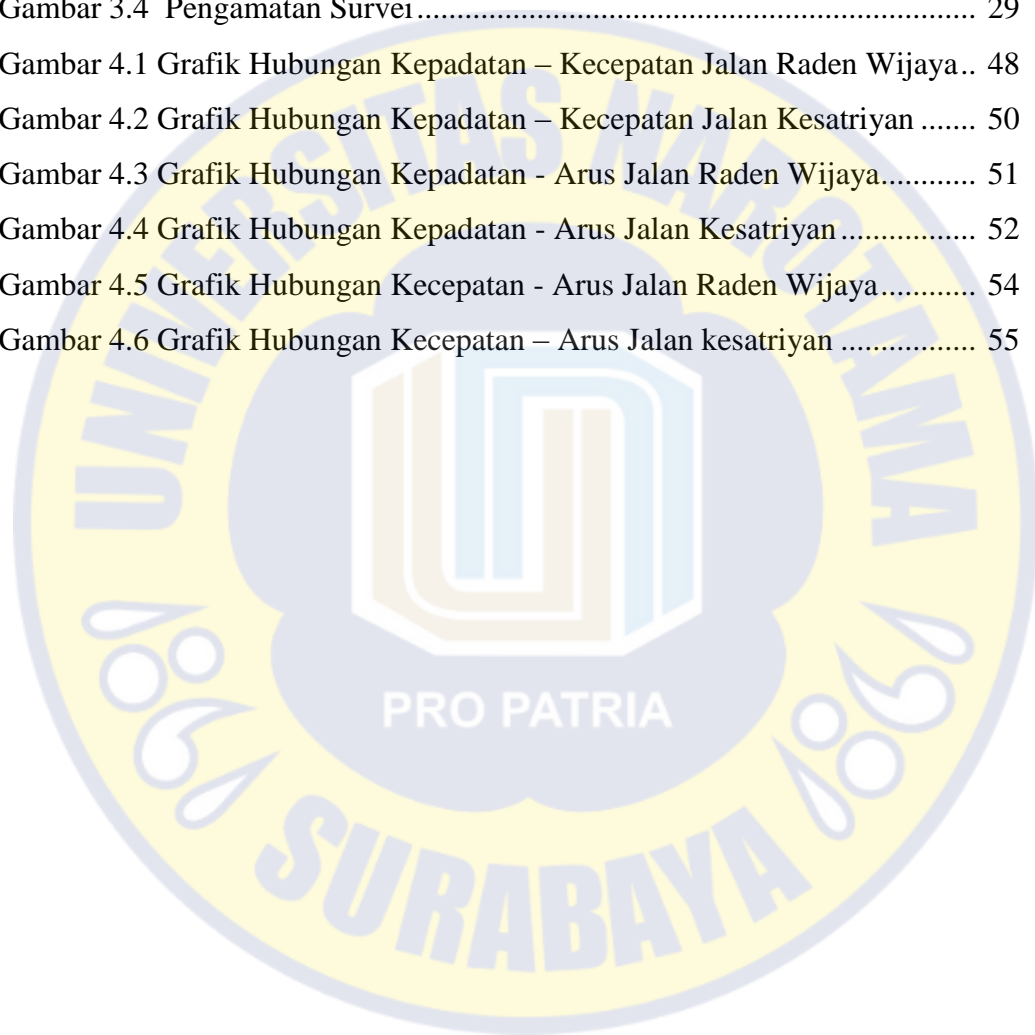 Gambar 3.4 Pengamatan Survei.................................................................... 29
Gambar 4.1 Grafik Hubungan Kepadatan – Kecepatan Jalan Raden Wijaya.. 48
Gambar 4.2 Grafik Hubungan Kepadatan – Kecepatan Jalan Kesatriyan ....... 50
Gambar 4.3 Grafik Hubungan Kepadatan - Arus Jalan Raden Wijaya............ 51
Gambar 4.4 Grafik Hubungan Kepadatan - Arus Jalan Kesatriyan ................ 52
Gambar 4.5 Grafik Hubungan Kecepatan - Arus Jalan Raden Wijaya............ 54
Gambar 4.6 Grafik Hubungan Kecepatan – Arus Jalan kesatriyan ................ 55
UNIVERSITAS NAROTAMA
PRO PATRIA
SURABAYA